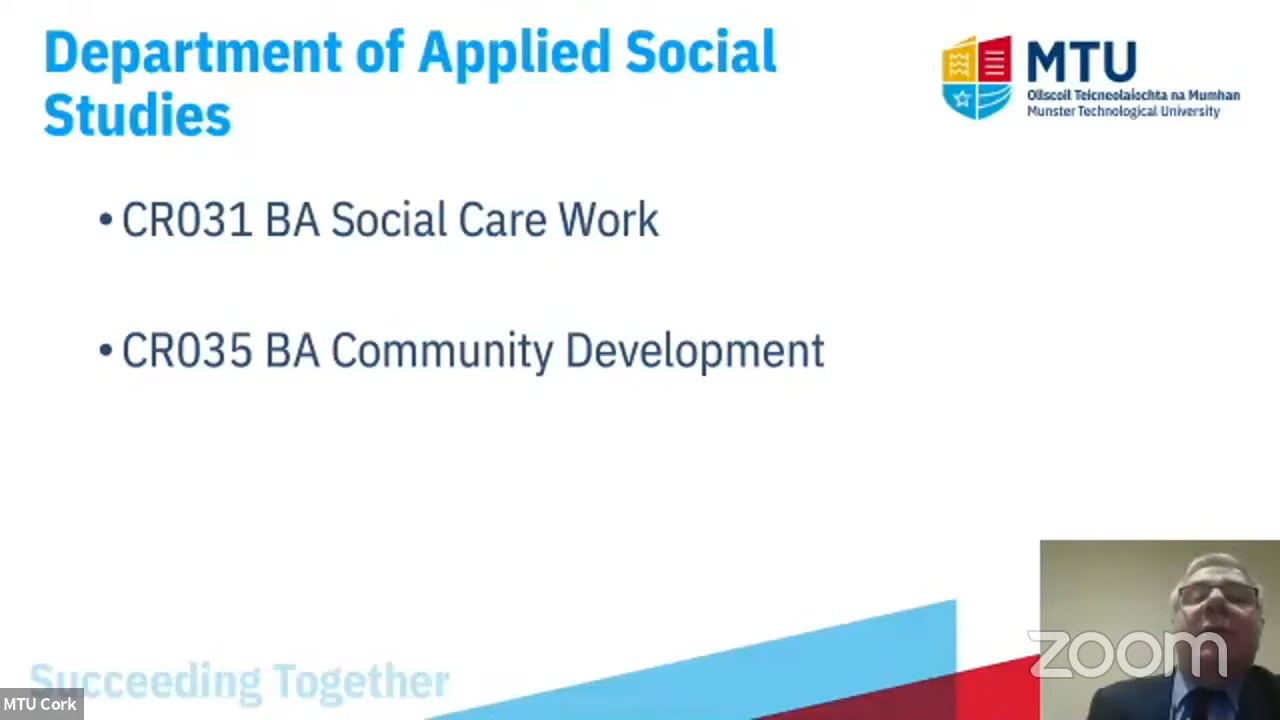 Department of Applied Social
Studies
MTU
Ollscoil Teicneolaíochta na Mumhan
Munster Technological University
• CR031 BA Social Care Work
• CR035 BA Community Development
Succeeding Together
MTU Cork
zoom